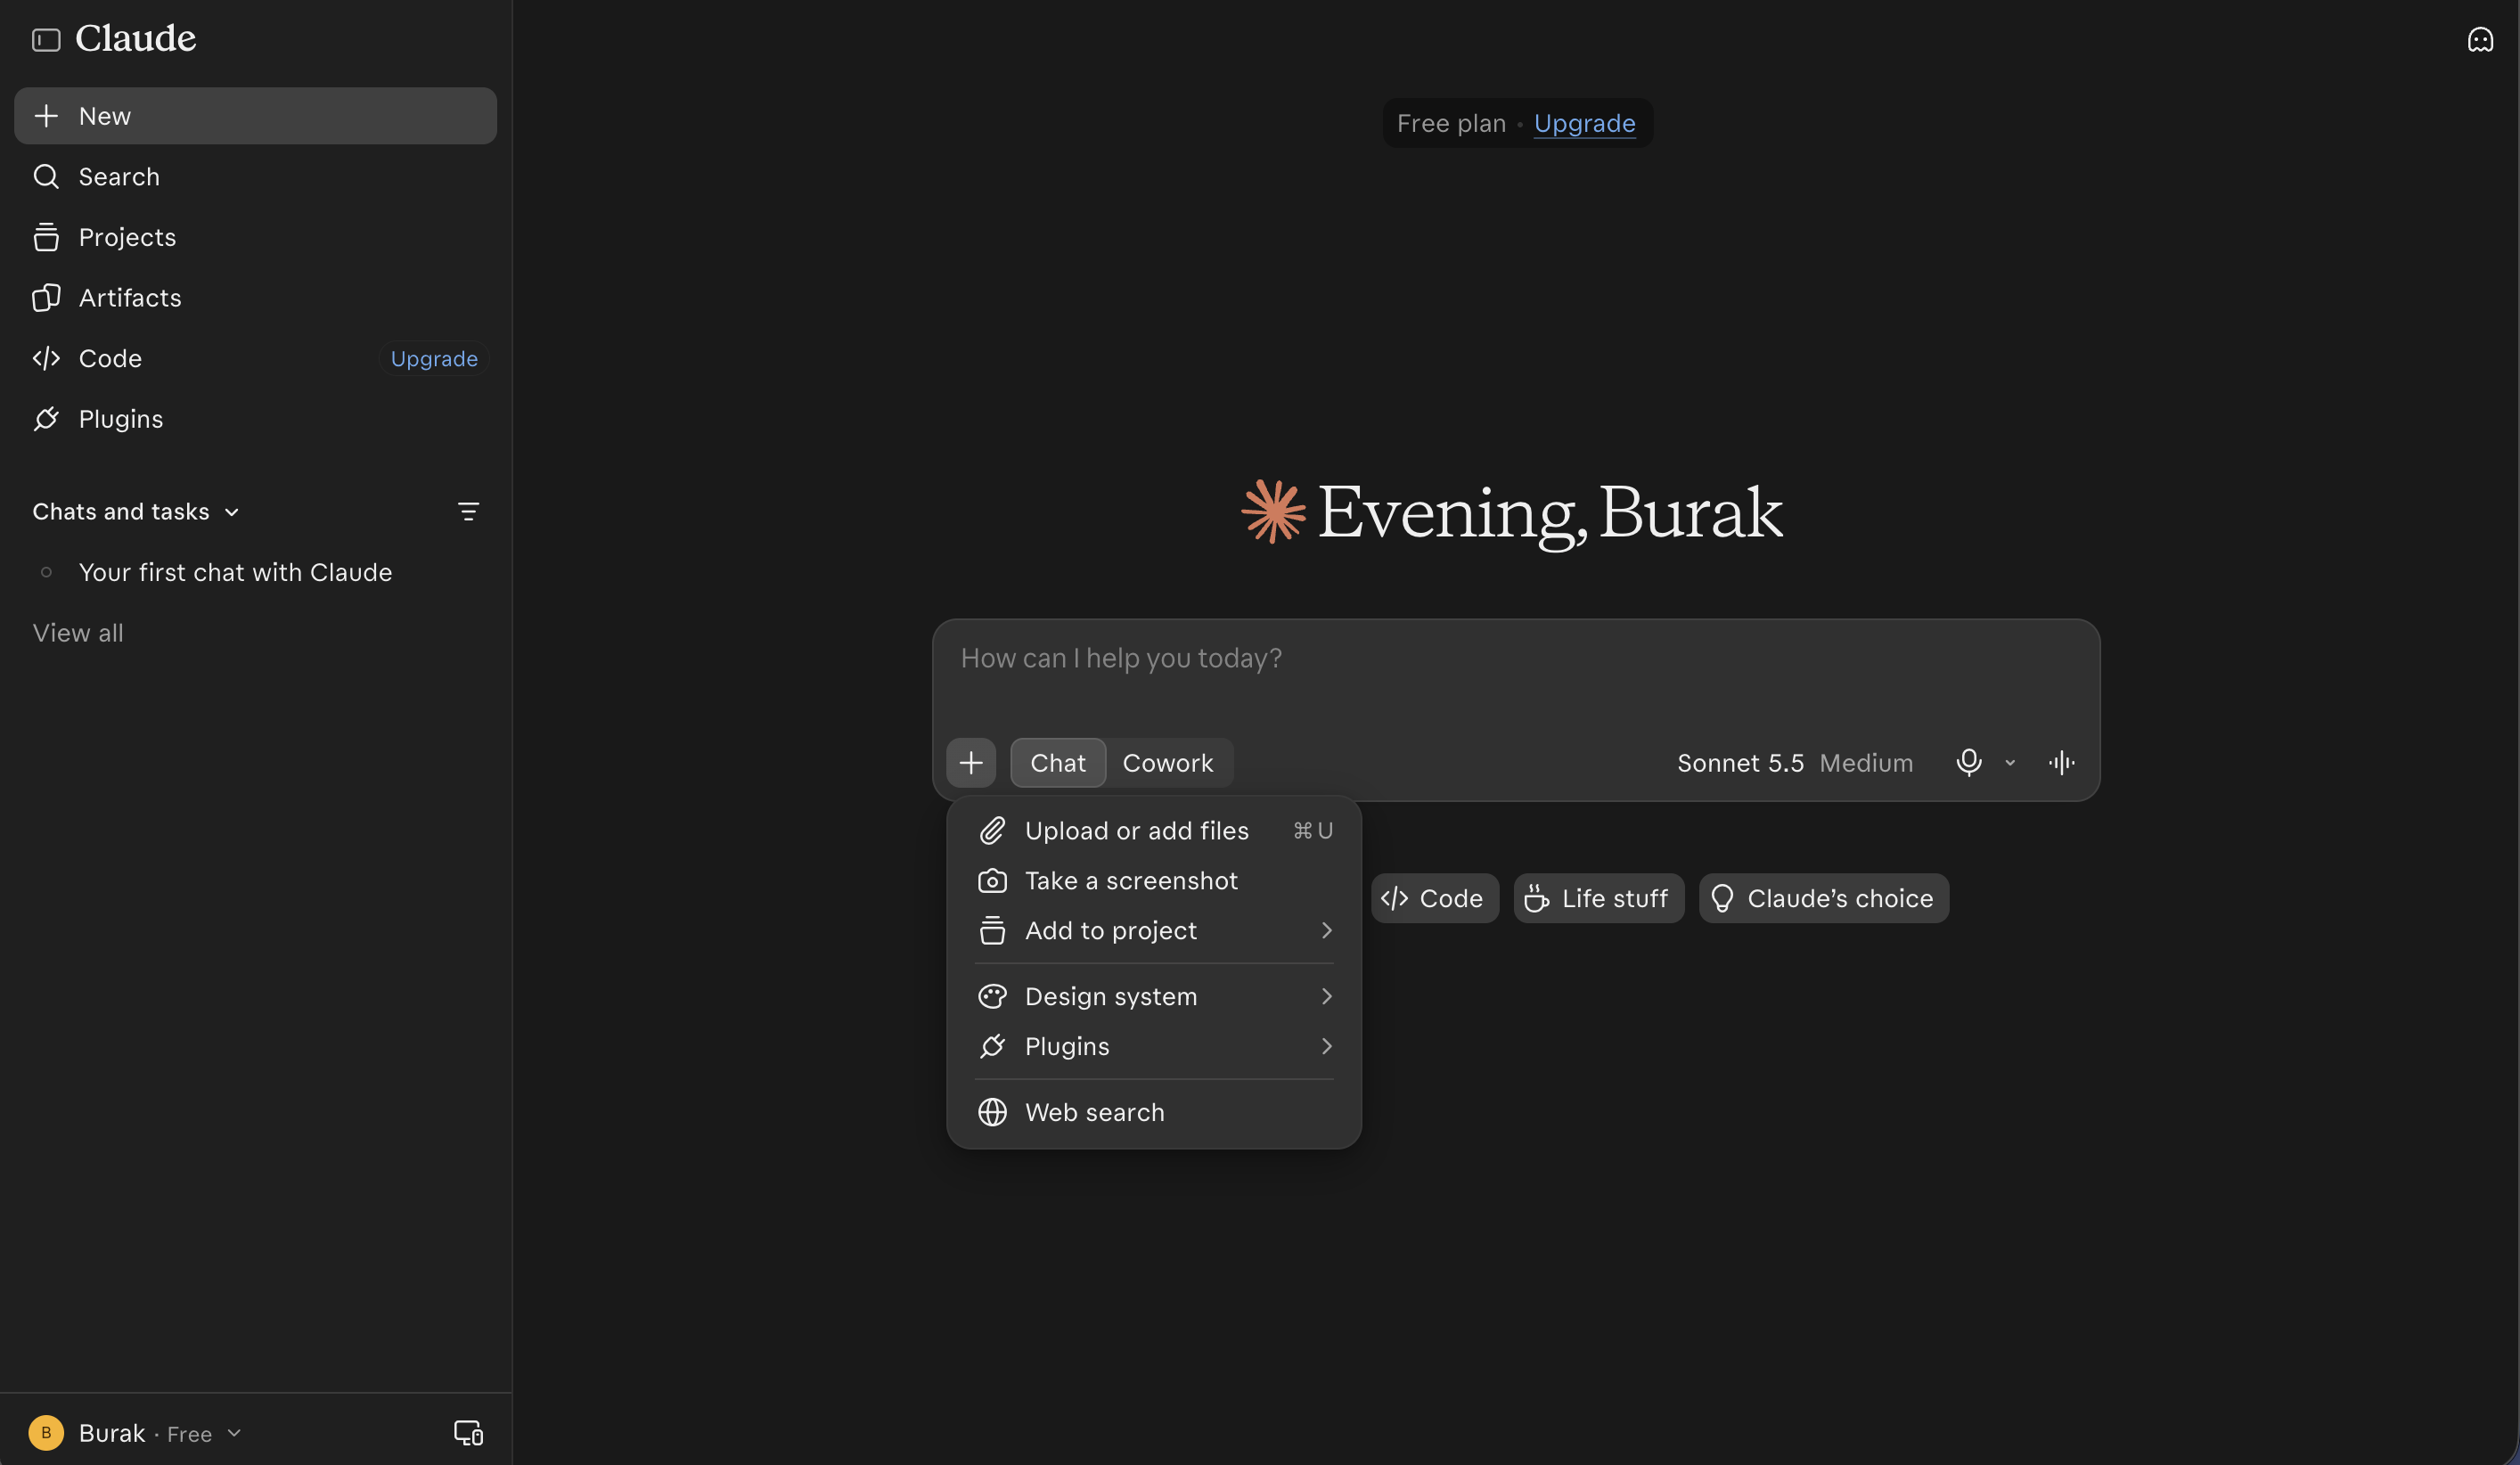 Claude
New
Search
Projects
Artifacts
Code
Upgrade
Plugins
Chats and tasks
Your first chat with Claude
View all
B
Burak · Free
Free plan • Upgrade
Evening, Burak
How can I help you today?
Chat
Cowork
Sonnet 5.5 Medium
Upload or add files ⌘ U
Take a screenshot
Add to project
Design system
Plugins
Web search
Code
Life stuff
Claude’s choice